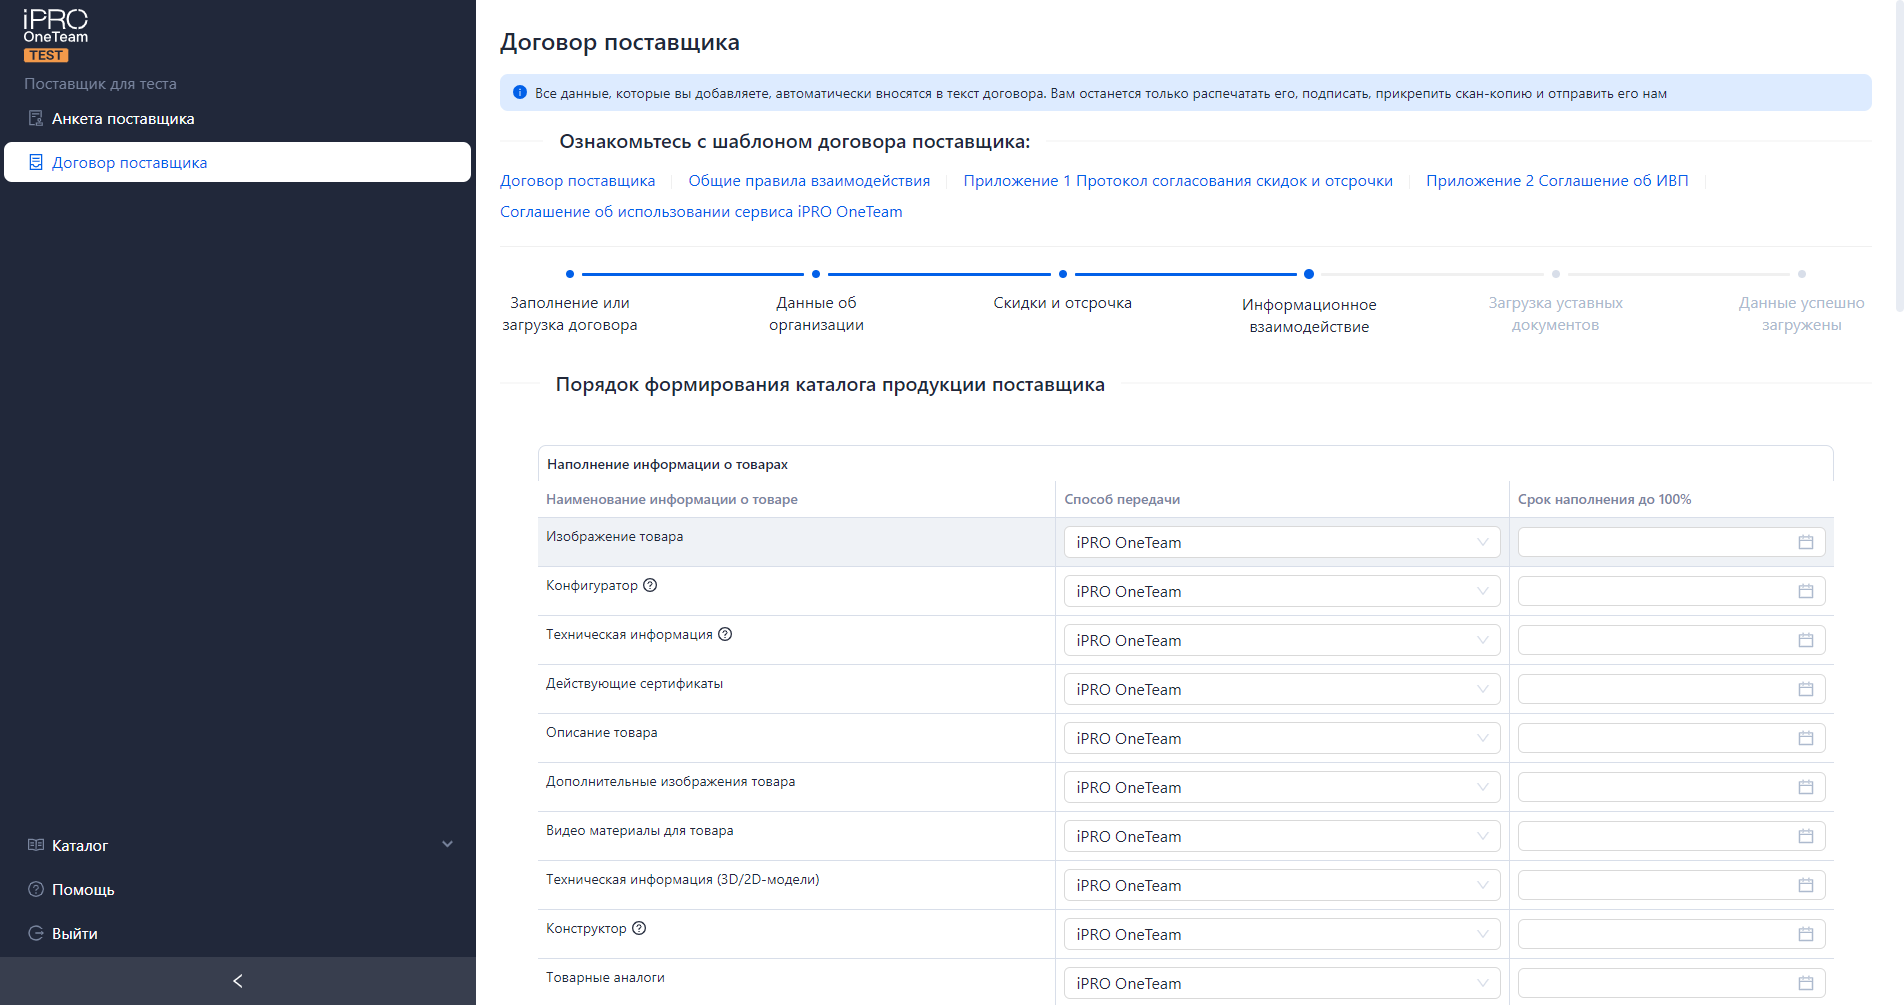 iPRO
OneTeam
TEST
Поставщик для теста
Анкета поставщика
Договор поставщика
Каталог
Помощь
Выйти
Договор поставщика
Все данные, которые вы добавляете, автоматически вносятся в текст договора. Вам останется только распечатать его, подписать, прикрепить скан-копию и отправить его нам
Ознакомьтесь с шаблоном договора поставщика:
Договор поставщика Общие правила взаимодействия Приложение 1 Протокол согласования скидок и отсрочки Приложение 2 Соглашение об ИВП
Соглашение об использовании сервиса iPRO OneTeam
Заполнение или загрузка договора
Данные об организации
Скидки и отсрочка
Информационное взаимодействие
Загрузка уставных документов
Данные успешно загружены
Порядок формирования каталога продукции поставщика
Наполнение информации о товарах
Наименование информации о товаре Способ передачи Срок наполнения до 100%
Изображение товара iPRO OneTeam
Конфигуратор iPRO OneTeam
Техническая информация iPRO OneTeam
Действующие сертификаты iPRO OneTeam
Описание товара iPRO OneTeam
Дополнительные изображения товара iPRO OneTeam
Видео материалы для товара iPRO OneTeam
Техническая информация (3D/2D-модели) iPRO OneTeam
Конструктор iPRO OneTeam
Товарные аналоги iPRO OneTeam